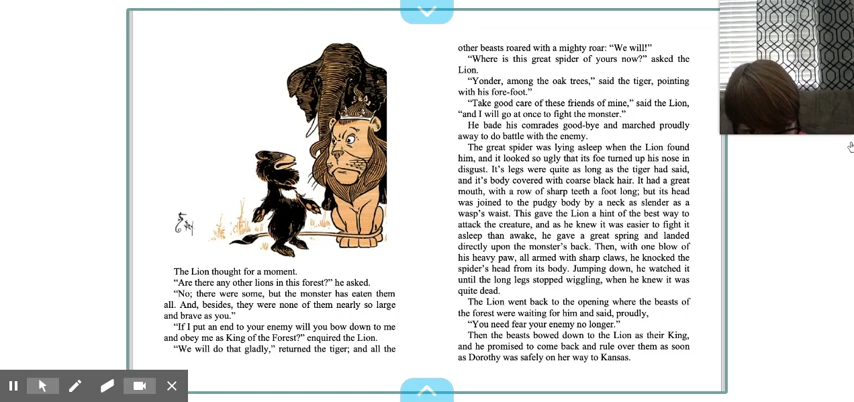 The Lion thought for a moment.
“Are there any other lions in this forest?” he asked.
“No; there were some, but the monster has eaten them
all. And, besides, they were none of them nearly so large
and brave as you.”
“If I put an end to your enemy will you bow down to me
and obey me as King of the Forest?” enquired the Lion.
“We will do that gladly,” returned the tiger; and all the
other beasts roared with a mighty roar: “We will!”
“Where is this great spider of yours now?” asked the
Lion.
“Yonder, among the oak trees,” said the tiger, pointing
with his fore-foot.”
“Take good care of these friends of mine,” said the Lion,
“and I will go at once to fight the monster.”
He bade his comrades good-bye and marched proudly
away to do battle with the enemy.
The great spider was lying asleep when the Lion found
him, and it looked so ugly that its foe turned up his nose in
disgust. It’s legs were quite as long as the tiger had said,
and it’s body covered with coarse black hair. It had a great
mouth, with a row of sharp teeth a foot long; but its head
was joined to the pudgy body by a neck as slender as a
wasp’s waist. This gave the Lion a hint of the best way to
attack the creature, and as he knew it was easier to fight it
asleep than awake, he gave a great spring and landed
directly upon the monster’s back. Then, with one blow of
his heavy paw, all armed with sharp claws, he knocked the
spider’s head from its body. Jumping down, he watched it
until the long legs stopped wiggling, when he knew it was
quite dead.
The Lion went back to the opening where the beasts of
the forest were waiting for him and said, proudly,
“You need fear your enemy no longer.”
Then the beasts bowed down to the Lion as their King,
and he promised to come back and rule over them as soon
as Dorothy was safely on her way to Kansas.